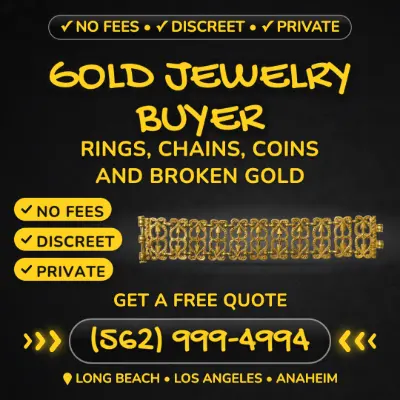 ✓ NO FEES • ✓ DISCREET • ✓ PRIVATE
GOLD JEWELRY
BUYER
RINGS, CHAINS, COINS
AND BROKEN GOLD
✓ NO FEES
✓ DISCREET
✓ PRIVATE
GET A FREE QUOTE
››› (562) 999-4994 ‹‹‹
LONG BEACH • LOS ANGELES • ANAHEIM